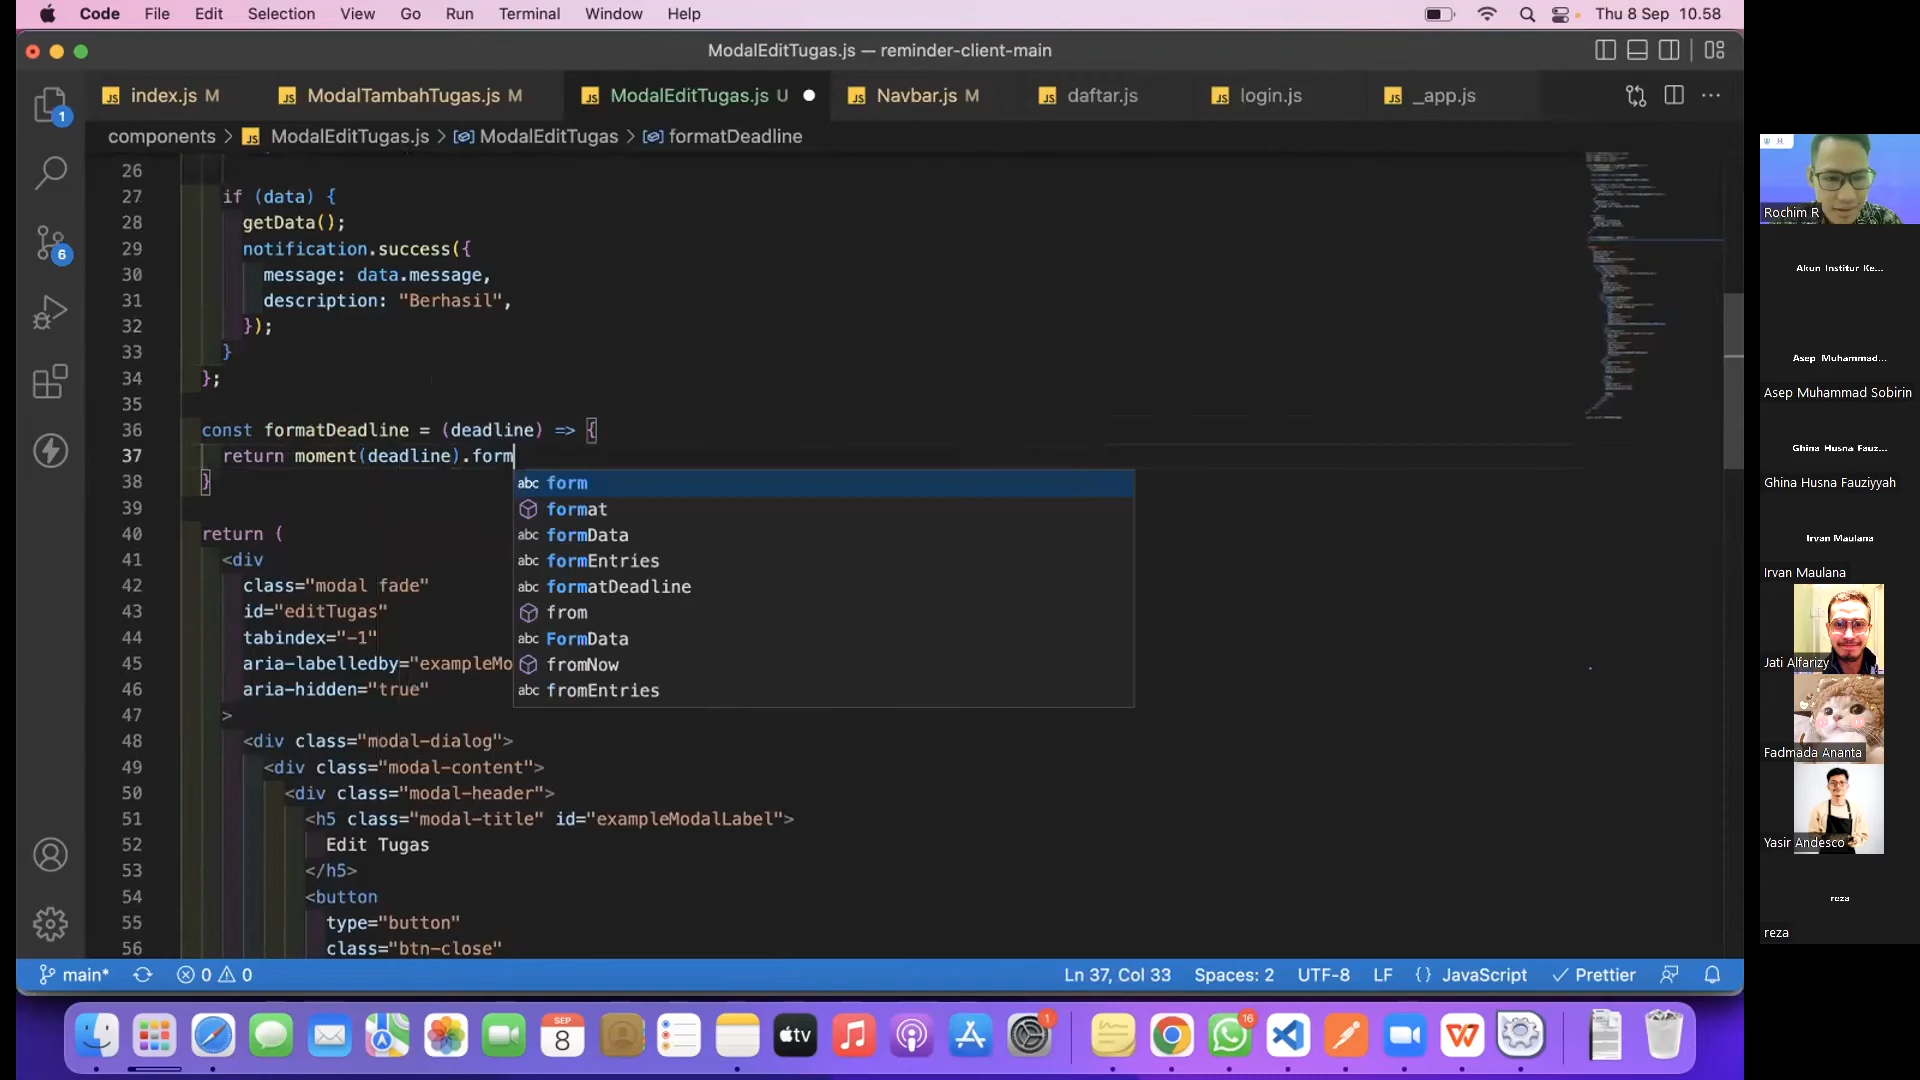 Code File Edit Selection View Go Run Terminal Window Help Thu 8 Sep 10.58
ModalEditTugas.js — reminder-client-main
index.js M ModalTambahTugas.js M ModalEditTugas.js U Navbar.js M daftar.js login.js _app.js
components > ModalEditTugas.js > ModalEditTugas > formatDeadline
26
27 if (data) {
28 getData();
29 notification.success({
30 message: data.message,
31 description: "Berhasil",
32 });
33 }
34 };
35
36 const formatDeadline = (deadline) => {
37 return moment(deadline).form
38 }
39
40 return (
41 <div
42 class="modal fade"
43 id="editTugas"
44 tabindex="-1"
45 aria-labelledby="exampleMo
46 aria-hidden="true"
47 >
48 <div class="modal-dialog">
49 <div class="modal-content">
50 <div class="modal-header">
51 <h5 class="modal-title" id="exampleModalLabel">
52 Edit Tugas
53 </h5>
54 <button
55 type="button"
56 class="btn-close"
abc form
format
abc formData
abc formEntries
abc formatDeadline
from
abc FormData
fromNow
abc fromEntries
1
6
main* 0 0 Ln 37, Col 33 Spaces: 2 UTF-8 LF {} JavaScript Prettier
SEP
8
tv
1
16
Rochim R
Akun Institur Ke...
Asep Muhammad...
Asep Muhammad Sobirin
Ghina Husna Fauz...
Ghina Husna Fauziyyah
Irvan Maulana
Irvan Maulana
Jati Alfarizy
Fadmada Ananta
Yasir Andesco
reza
reza